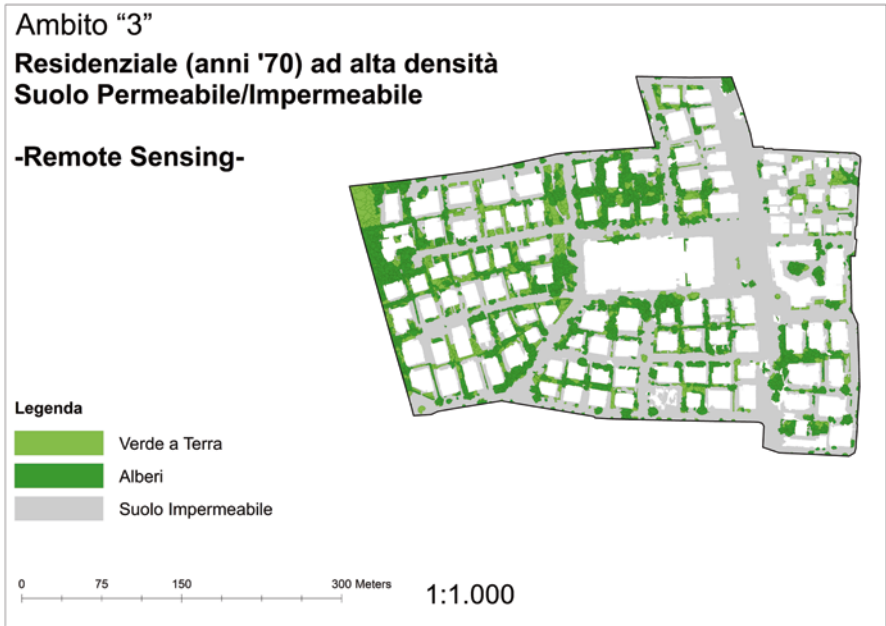 Ambito “3”
Residenziale (anni '70) ad alta densità
Suolo Permeabile/Impermeabile
-Remote Sensing-
Legenda
Verde a Terra
Alberi
Suolo Impermeabile
0 75 150 300 Meters
1:1.000